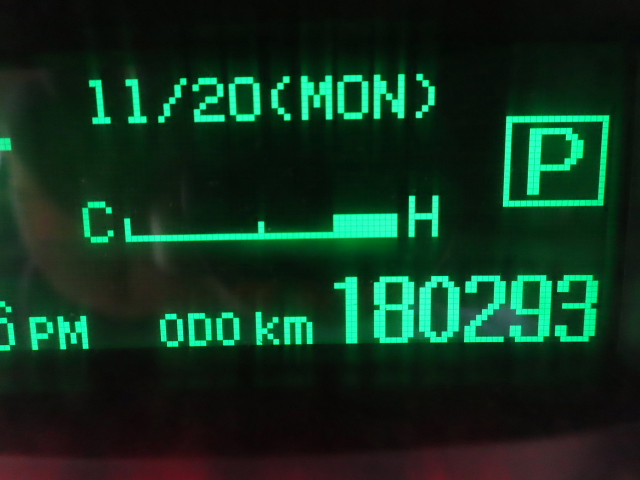 11/20(MON)
P
C H
PM ODO km 180293